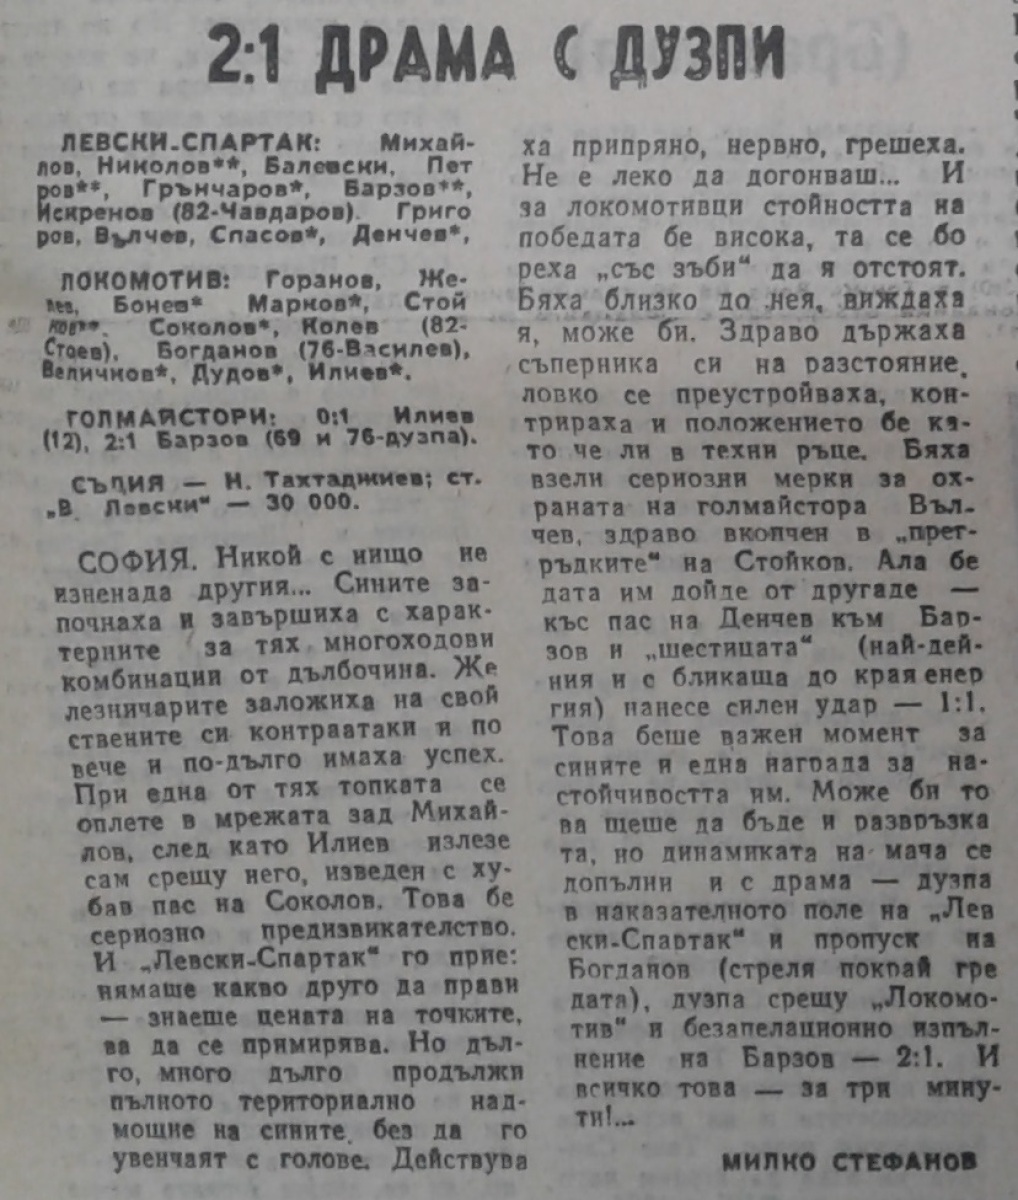 2:1 ДРАМА С ДУЗПИ
ЛЕВСКИ-СПАРТАК: Михай-
лов, Николов**, Балевски, Пет
ров**, Грънчаров*, Барзов**,
Искренов (82-Чавдаров). Григо
ров, Вълчев, Спасов*, Денчев*,
ЛОКОМОТИВ: Горанов, Же-
лев, Бонев* Марков*, Стой
ков**. Соколов*, Колев (82-
Стоев), Богданов (76-Василев),
Величков*, Дудов*, Илиев*.
ГОЛМАЙСТОРИ: 0:1 Илиев
(12), 2:1 Барзов (69 и 76-дузпа).
СЪДИЯ — Н. Тахтаджиев; ст.
„В. Левски“ — 30 000.
СОФИЯ. Никой с нищо не
изненада другия... Сините за-
почнаха и завършиха с харак-
терните за тях многоходови
комбинации от дълбочина. Же
лезничарите заложиха на свой
ствените си контраатаки и по
вече и по-дълго имаха успех.
При една от тях топката се
оплете в мрежата зад Михай-
лов, след като Илиев излезе
сам срещу него, изведен с ху-
бав пас на Соколов. Това бе
сериозно предизвикателство.
И „Левски-Спартак“ го прие:
нямаше какво друго да прави
— знаеше цената на точките,
ва да се примирява. Но дъл-
го, много дълго продължи
пълното териториално над-
мощие на сините, без да го
увенчаят с голове. Действува
ха припряно, нервно, грешеха.
Не е леко да догонваш... И
за локомотивци стойността на
победата бе висока, та се бо
реха „със зъби“ да я отстоят.
Бяха близко до нея, виждаха
я, може би. Здраво държаха
съперника си на разстояние,
ловко се преустройваха, кон-
трираха и положението бе ка-
то че ли в техни ръце. Бяха
взели сериозни мерки за ох-
раната на голмайстора Въл-
чев, здраво вкопчен в „прег-
ръдките“ на Стойков. Ала бе
дата им дойде от другаде —
къс пас на Денчев към Бар-
зов и „шестицата“ (най-дей-
ния и с бликаща до края енер
гия) нанесе силен удар — 1:1.
Това беше важен момент за
сините и една награда за на-
стойчивостта им. Може би то
ва щеше да бъде и развръзка
та, но динамиката на мача се
допълни и с драма — дузпа
в наказателното поле на „Лев
ски-Спартак“ и пропуск на
Богданов (стреля покрай гре
дата), дузпа срещу „Локомо-
тив“ и безапелационно изпъл-
нение на Барзов — 2:1. И
всичко това — за три мину-
ти!...
МИЛКО СТЕФАНОВ